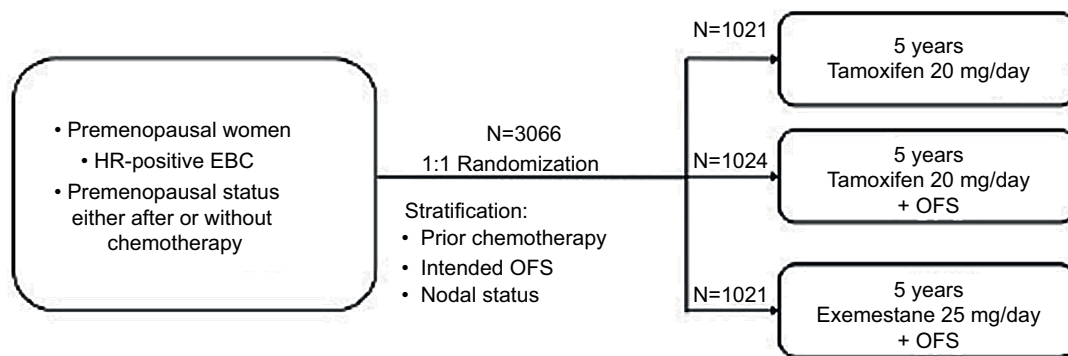 • Premenopausal women
• HR-positive EBC
• Premenopausal status
either after or without
chemotherapy
N=3066
1:1 Randomization
Stratification:
• Prior chemotherapy
• Intended OFS
• Nodal status
N=1021
5 years
Tamoxifen 20 mg/day
N=1024
5 years
Tamoxifen 20 mg/day
+ OFS
N=1021
5 years
Exemestane 25 mg/day
+ OFS